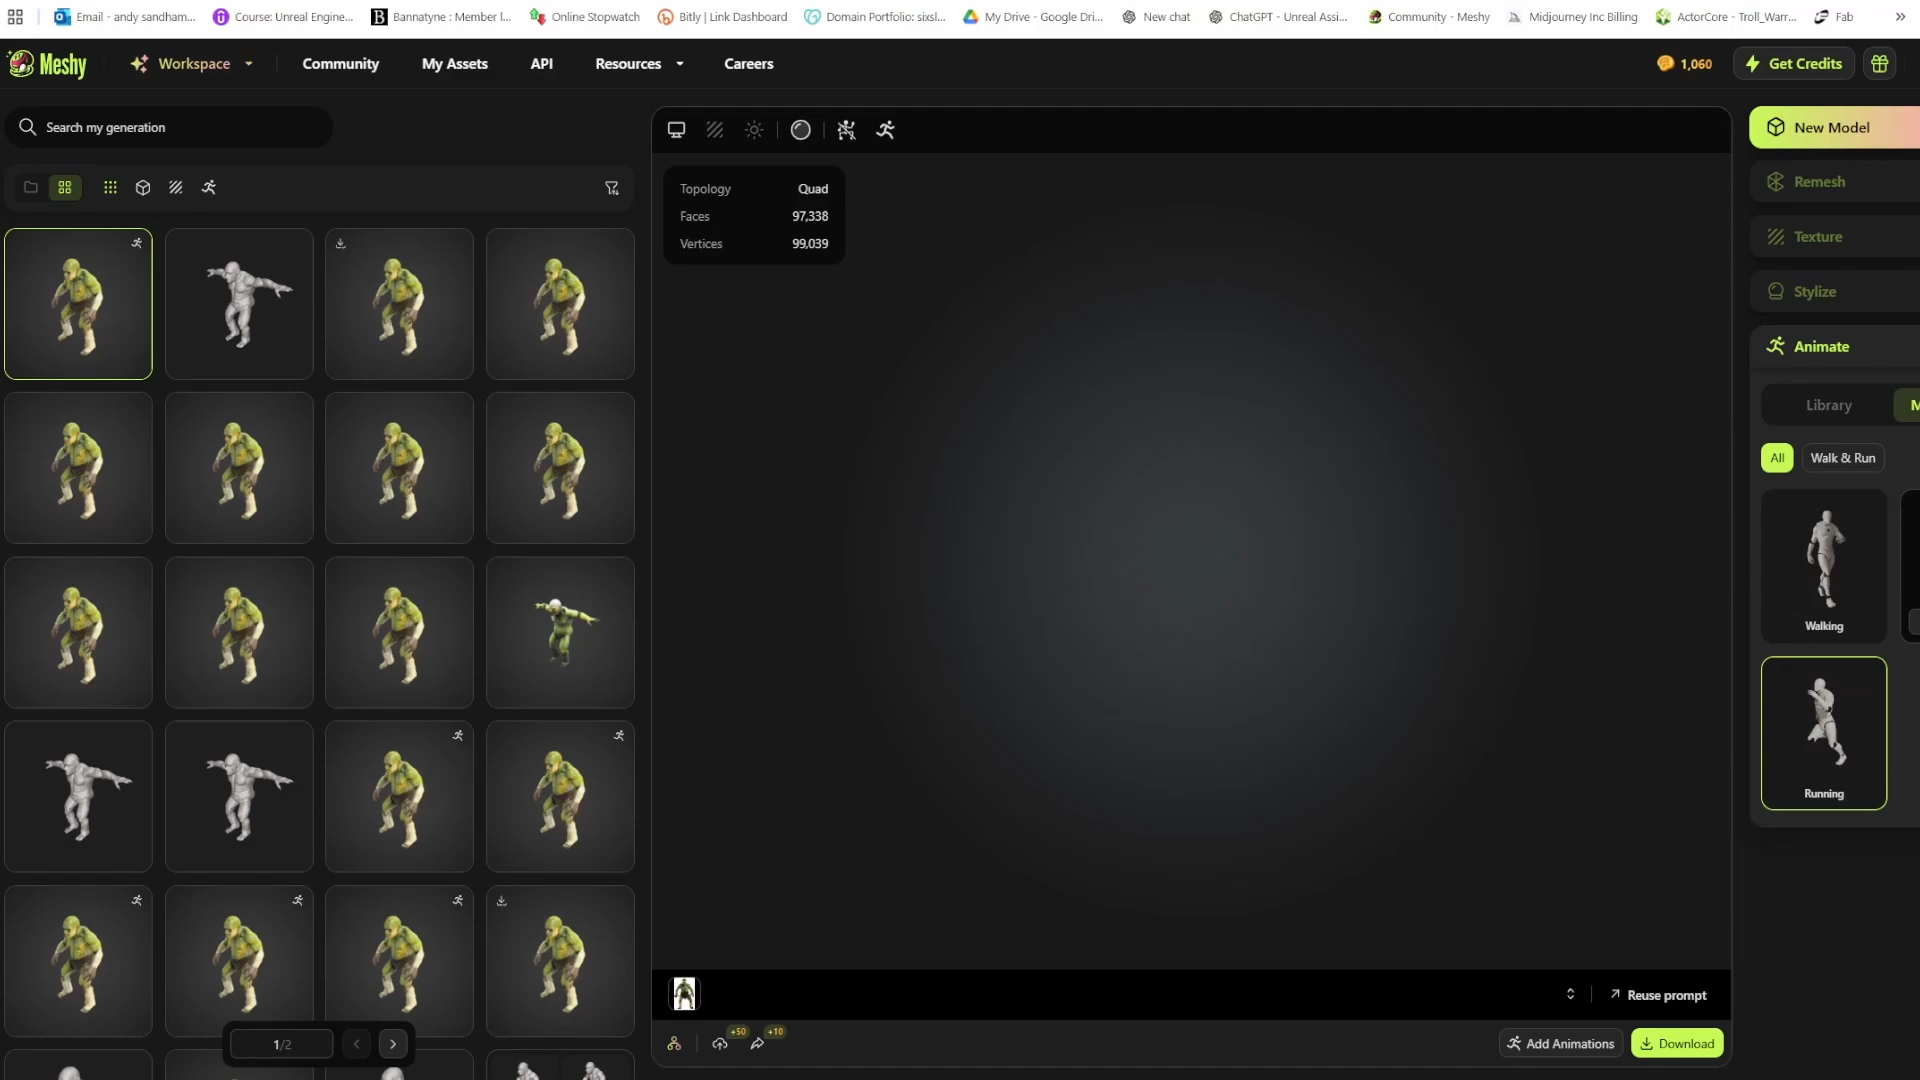 Email - andy sandham...
Course: Unreal Engine...
Bannatyne : Member l...
Online Stopwatch
Bitly | Link Dashboard
Domain Portfolio: sixsl...
My Drive - Google Dri...
New chat
ChatGPT - Unreal Assi...
Community - Meshy
Midjourney Inc Billing
ActorCore - Troll_Warr...
Fab
Meshy
Workspace
Community
My Assets
API
Resources
Careers
1,060
Get Credits
Search my generation
New Model
Topology Quad
Faces 97,338
Vertices 99,039
Remesh
Texture
Stylize
Animate
Library
M
All
Walk & Run
Walking
Running
Reuse prompt
1/2
+50
+10
Add Animations
Download